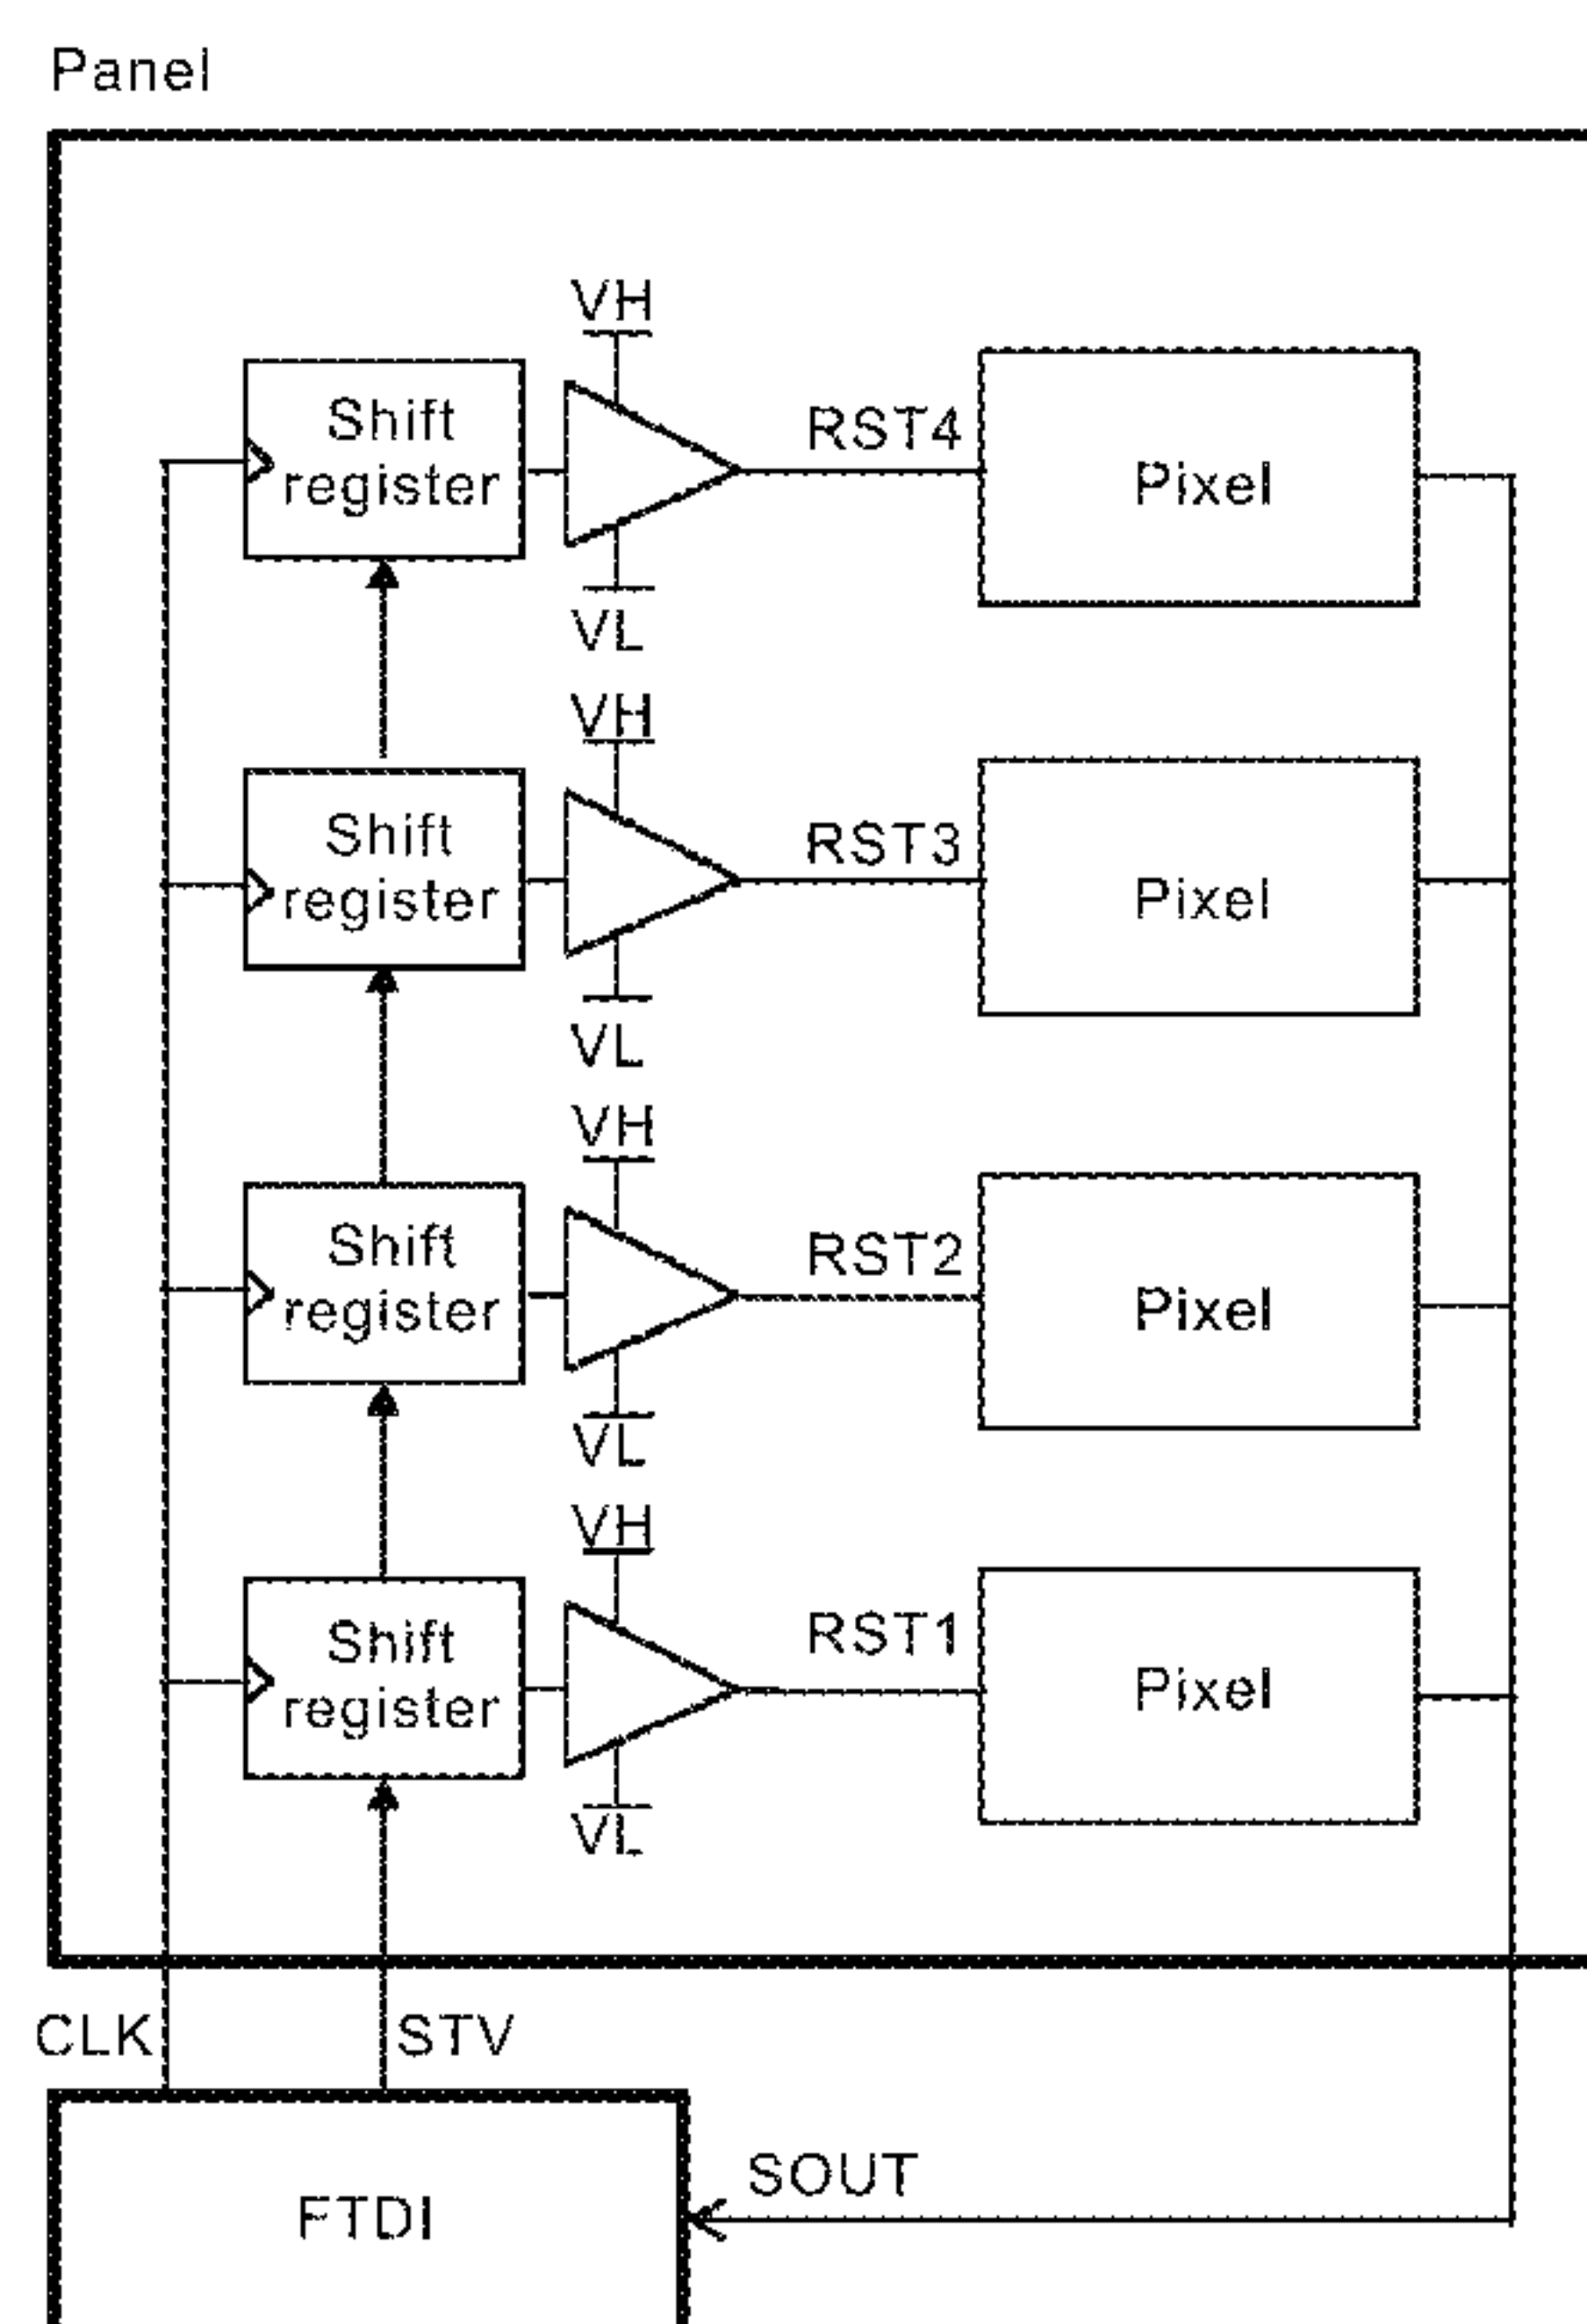 Panel
VH
Shift
register
RST4
Pixel
VL
VH
Shift
register
RST3
Pixel
VL
VH
Shift
register
RST2
Pixel
VL
VH
Shift
register
RST1
Pixel
VL
CLK
STV
SOUT
FTDI